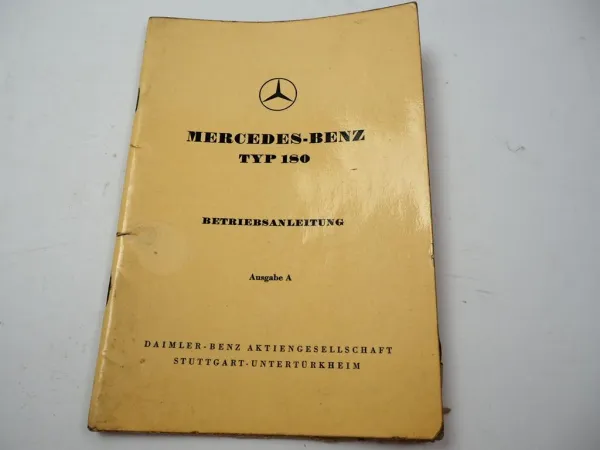 MERCEDES-BENZ
TYP 180
BETRIEBSANLEITUNG
Ausgabe A
DAIMLER-BENZ AKTIENGESELLSCHAFT
STUTTGART-UNTERTÜRKHEIM